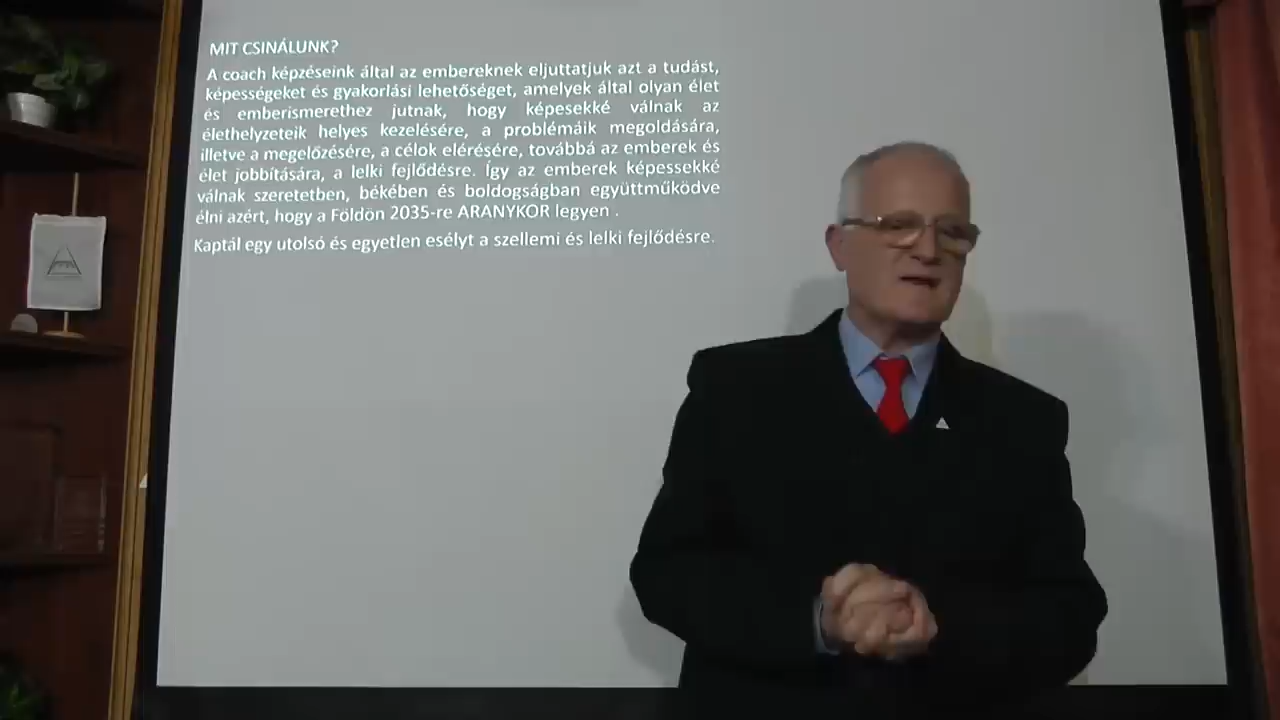 MIT CSINÁLUNK?
A coach képzéseink által az embereknek eljuttatjuk azt a tudást,
képességeket és gyakorlási lehetőséget, amelyek által olyan élet
és emberismerethez jutnak, hogy képesekké válnak az
élethelyzeteik helyes kezelésére, a problémáik megoldására,
illetve a megelőzésére, a célok elérésére, továbbá az emberek és
élet jobbítására, a lelki fejlődésre. Így az emberek képessekké
válnak szeretetben, békében és boldogságban együttműködve
élni azért, hogy a Földön 2035-re ARANYKOR legyen .
Kaptál egy utolsó és egyetlen esélyt a szellemi és lelki fejlődésre.